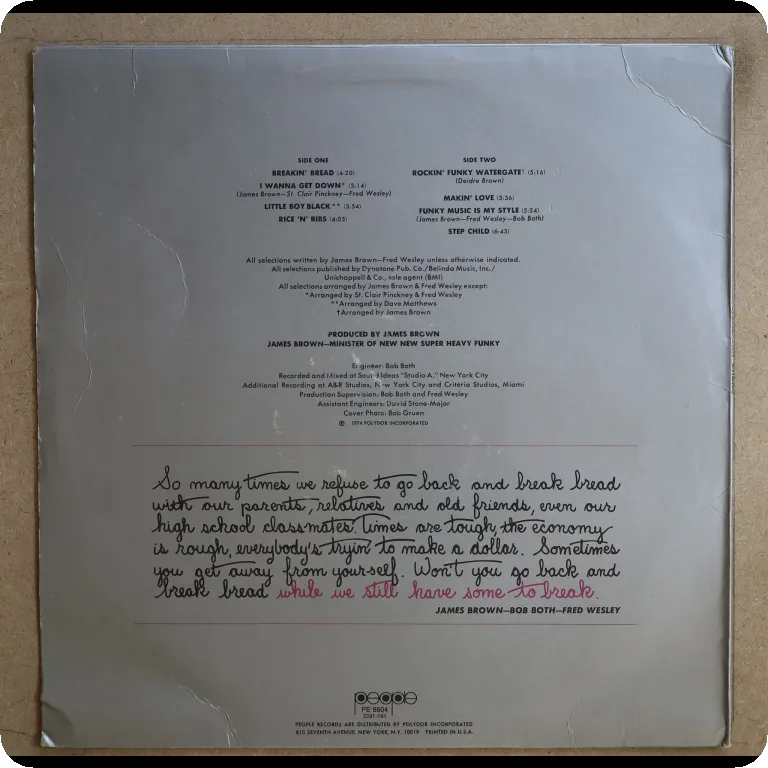 SIDE ONE
BREAKIN' BREAD (4:20)
I WANNA GET DOWN* (3:14)
(James Brown—St. Clair Pinckney—Fred Wesley)
LITTLE BOY BLACK** (3:54)
RICE 'N' RIBS (4:05)
SIDE TWO
ROCKIN' FUNKY WATERGATE† (5:16)
(Deidre Brown)
MAKIN' LOVE (3:36)
FUNKY MUSIC IS MY STYLE (5:24)
(James Brown—Fred Wesley—Bob Both)
STEP CHILD (6:43)
All selections written by James Brown—Fred Wesley unless otherwise indicated.
All selections published by Dynatone Pub. Co./Belinda Music, Inc./
Unichappell & Co., sole agent (BMI)
All selections arranged by James Brown & Fred Wesley except:
*Arranged by St. Clair Pinckney & Fred Wesley
**Arranged by Dave Matthews
†Arranged by James Brown
PRODUCED BY JAMES BROWN
JAMES BROWN—MINISTER OF NEW NEW SUPER HEAVY FUNKY
Engineer: Bob Both
Recorded and Mixed at Sound Ideas "Studio A," New York City
Additional Recording at A&R Studios, New York City and Criteria Studios, Miami
Production Supervision: Bob Both and Fred Wesley
Assistant Engineers: David Stone-Major
Cover Photo: Bob Gruen
℗ 1974 POLYDOR INCORPORATED
So many times we refuse to go back and break bread
with our parents, relatives and old friends, even our
high school classmates. Times are tough, the economy
is rough, everybody's tryin' to make a dollar. Sometimes
you get away from your-self. Won't you go back and
break bread while we still have some to break.
JAMES BROWN—BOB BOTH—FRED WESLEY
people
PE 6604
2391-161
PEOPLE RECORDS ARE DISTRIBUTED BY POLYDOR INCORPORATED
810 SEVENTH AVENUE, NEW YORK, N.Y. 10019 PRINTED IN U.S.A.